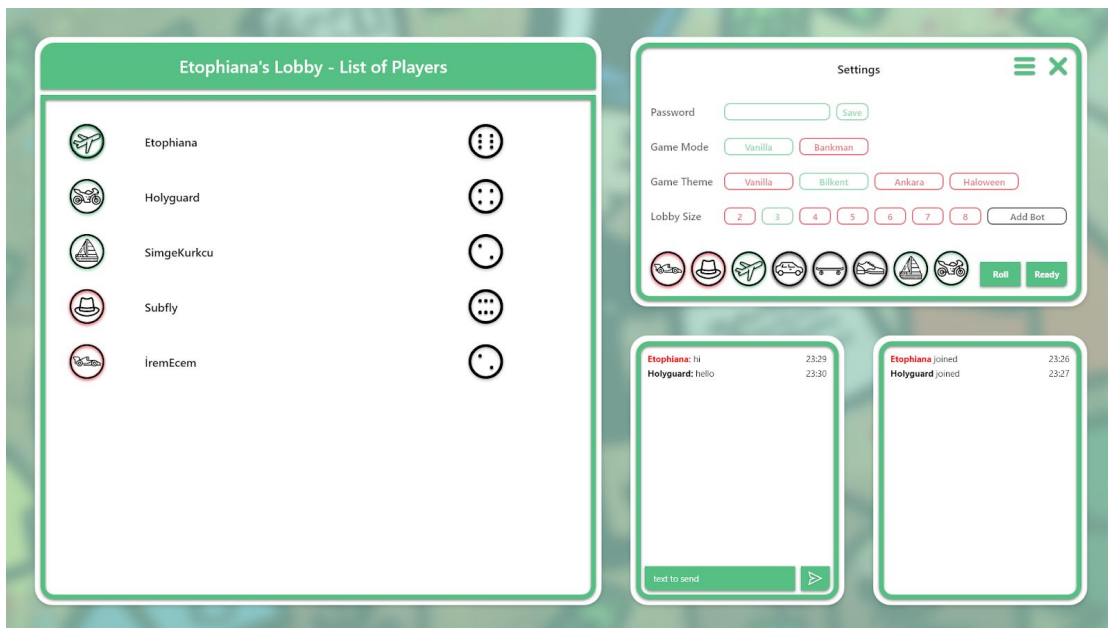 Etophiana's Lobby - List of Players
Etophiana
Holyguard
SimgeKurkcu
Subfly
İremEcem
Settings
Password Save
Game Mode Vanilla Bankman
Game Theme Vanilla Bilkent Ankara Haloween
Lobby Size 2 3 4 5 6 7 8 Add Bot
Roll Ready
Etophiana: hi 23:29
Holyguard: hello 23:30
text to send
Etophiana joined 23:26
Holyguard joined 23:27